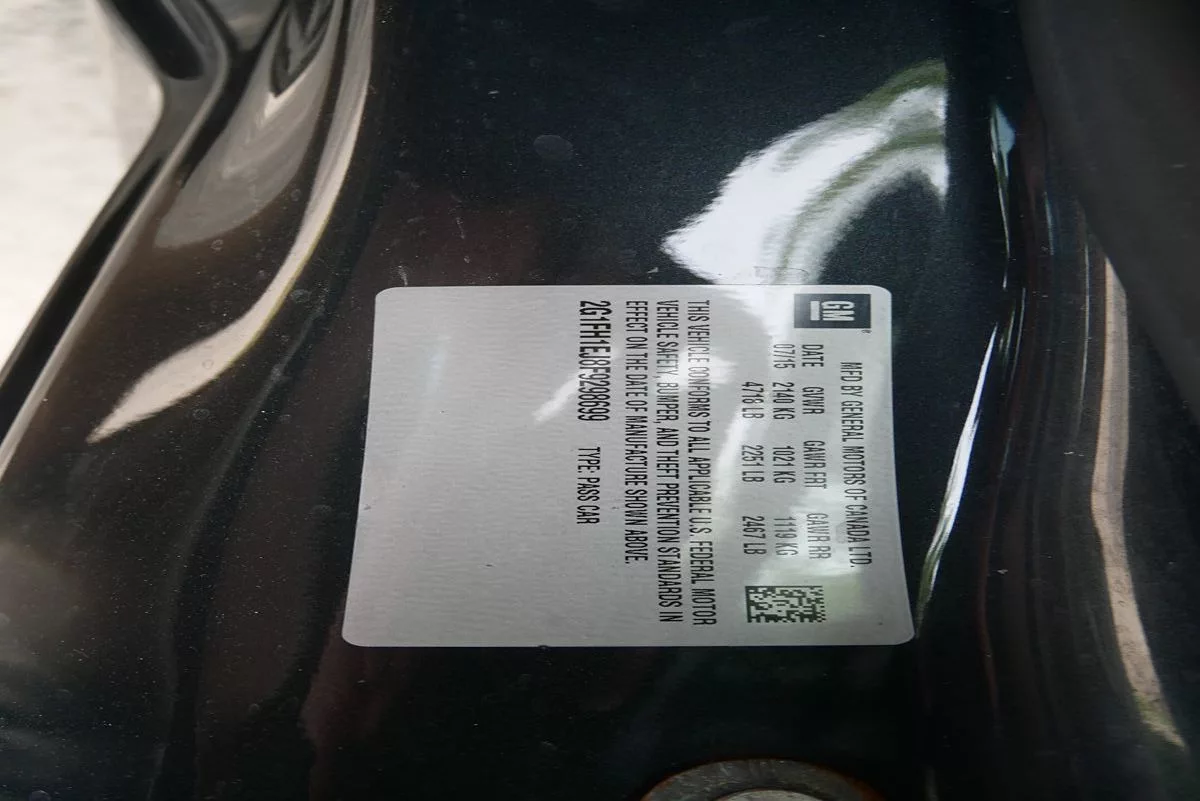 GM
MFD BY GENERAL MOTORS OF CANADA LTD.
DATE GVWR GAWR FRT GAWR RR
07/15 2140 KG 1021 KG 1119 KG
4718 LB 2251 LB 2467 LB
THIS VEHICLE CONFORMS TO ALL APPLICABLE U.S. FEDERAL MOTOR
VEHICLE SAFETY, BUMPER, AND THEFT PREVENTION STANDARDS IN
EFFECT ON THE DATE OF MANUFACTURE SHOWN ABOVE.
2G1FH1EJ8F9298699 TYPE: PASS CAR